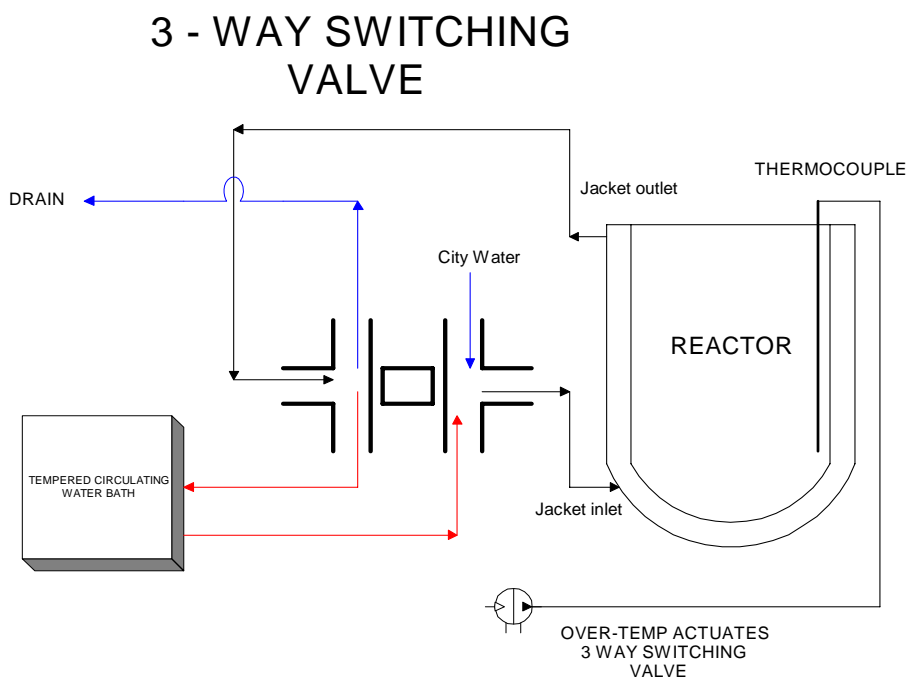 3 - WAY SWITCHING
VALVE
THERMOCOUPLE
Jacket outlet
DRAIN
City Water
REACTOR
TEMPERED CIRCULATING
WATER BATH
Jacket inlet
OVER-TEMP ACTUATES
3 WAY SWITCHING
VALVE